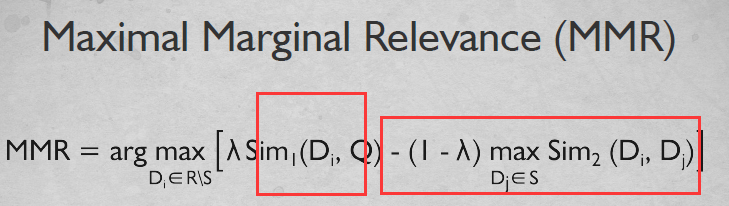 Maximal Marginal Relevance (MMR)
MMR = arg max [λ Sim₁(Dᵢ, Q) - (1 - λ) max Sim₂ (Dᵢ, Dⱼ)]
Dᵢ∈R\S Dⱼ∈S